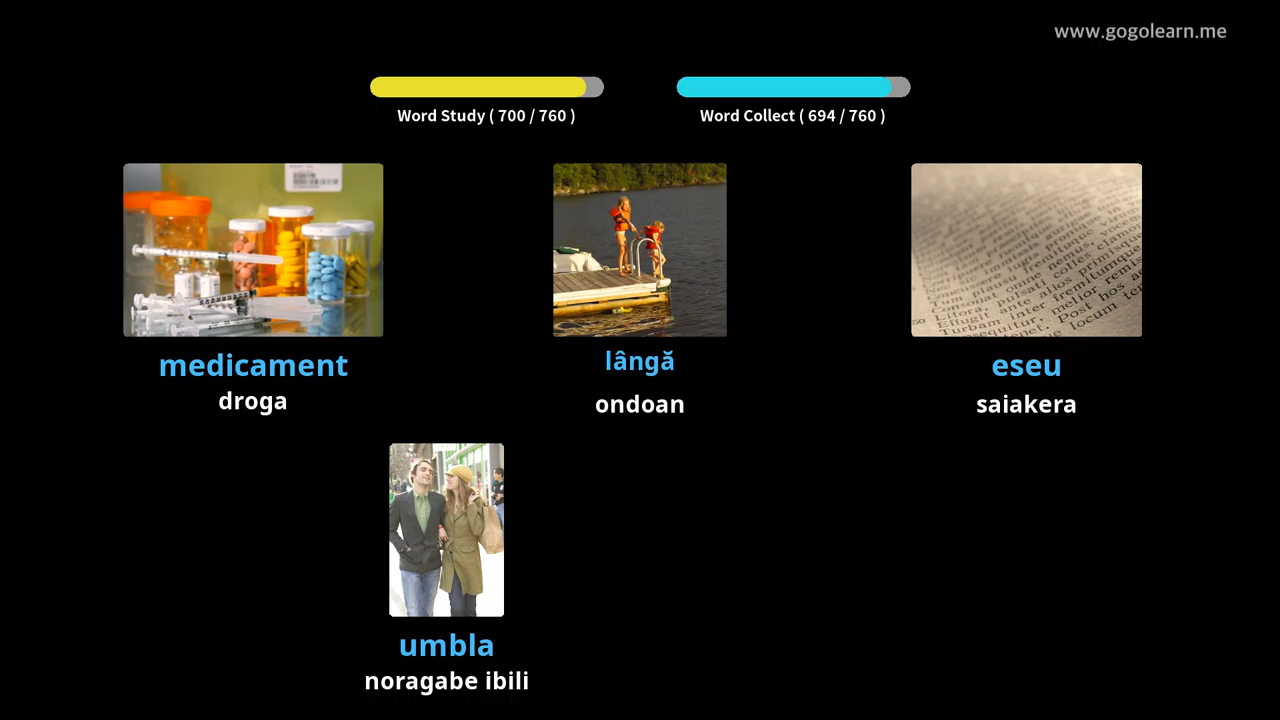 www.gogolearn.me
Word Study ( 700 / 760 )
Word Collect ( 694 / 760 )
medicament
droga
lângă
ondoan
eseu
saiakera
umbla
noragabe ibili